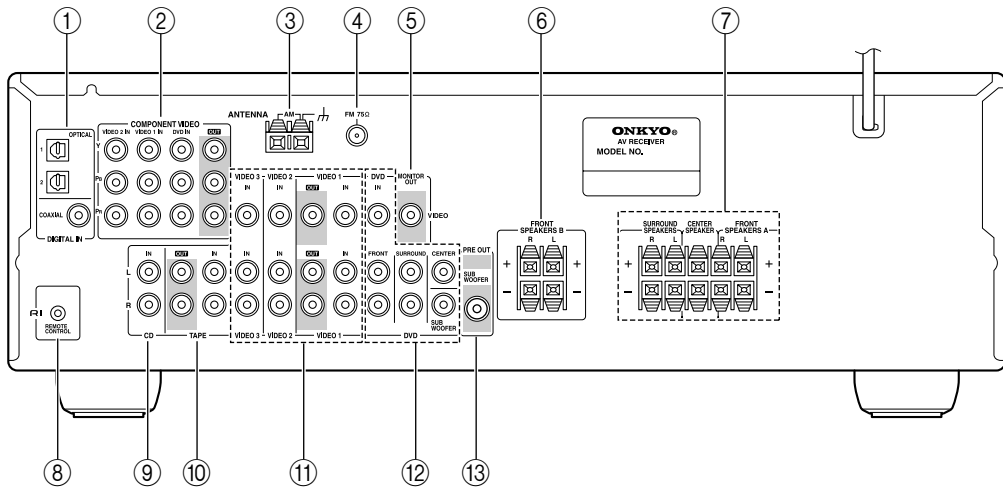 ① ② ③ ④ ⑤ ⑥ ⑦
ANTENNA AM FM 75Ω
COMPONENT VIDEO
VIDEO 2 IN VIDEO 1 IN DVD IN OUT
OPTICAL
1
2
COAXIAL
DIGITAL IN
Y
PB
PR
ONKYO®
AV RECEIVER
MODEL NO.
VIDEO 3 VIDEO 2 VIDEO 1 DVD MONITOR OUT
IN IN OUT IN IN
VIDEO
FRONT SPEAKERS B
R L
+ +
− −
SURROUND SPEAKERS CENTER SPEAKER FRONT SPEAKERS A
R L R L
+ +
− −
IN OUT IN IN IN OUT IN FRONT SURROUND CENTER
PRE OUT
SUB WOOFER
L
R
SUB WOOFER
CD TAPE VIDEO 3 VIDEO 2 VIDEO 1 DVD
RI
REMOTE CONTROL
⑧ ⑨ ⑩ ⑪ ⑫ ⑬